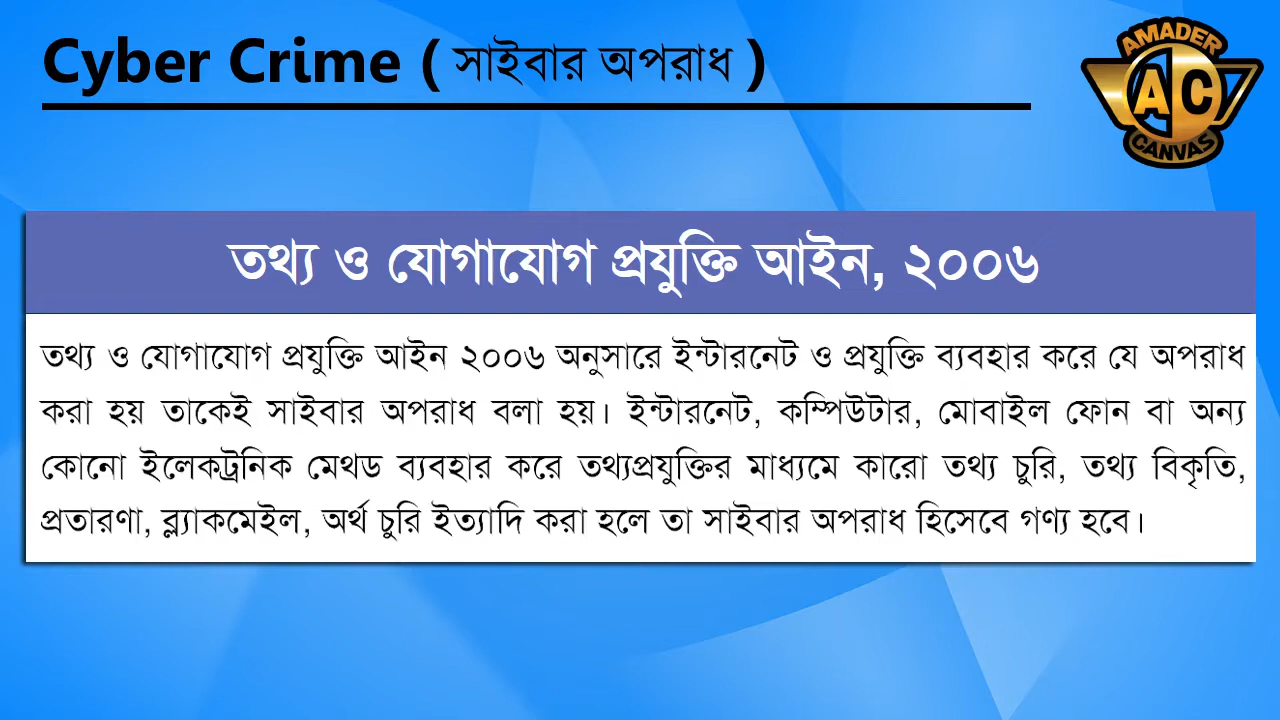 Cyber Crime ( সাইবার অপরাধ )
AMADER
AC
CANVAS
তথ্য ও যোগাযোগ প্রযুক্তি আইন, ২০০৬
তথ্য ও যোগাযোগ প্রযুক্তি আইন ২০০৬ অনুসারে ইন্টারনেট ও প্রযুক্তি ব্যবহার করে যে অপরাধ
করা হয় তাকেই সাইবার অপরাধ বলা হয়। ইন্টারনেট, কম্পিউটার, মোবাইল ফোন বা অন্য
কোনো ইলেকট্রনিক মেথড ব্যবহার করে তথ্যপ্রযুক্তির মাধ্যমে কারো তথ্য চুরি, তথ্য বিকৃতি,
প্রতারণা, ব্ল্যাকমেইল, অর্থ চুরি ইত্যাদি করা হলে তা সাইবার অপরাধ হিসেবে গণ্য হবে।